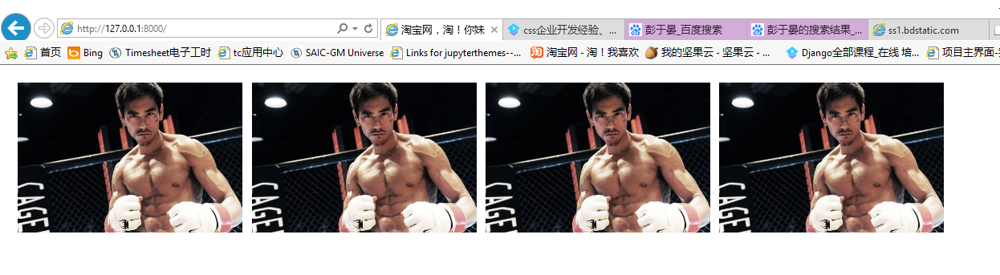 http://127.0.0.1:8000/
淘宝网，淘！你妹
css企业开发经验、...
彭于晏_百度搜索
彭于晏的搜索结果_...
ss1.bdstatic.com
首页
Bing
Timesheet电子工时
tc应用中心
SAIC-GM Universe
Links for jupyterthemes--...
淘 淘宝网 - 淘！我喜欢
我的坚果云 - 坚果云 - ...
Django全部课程_在线 培...
项目主界面-
CAGE
CAGE
CAGE
CAGE